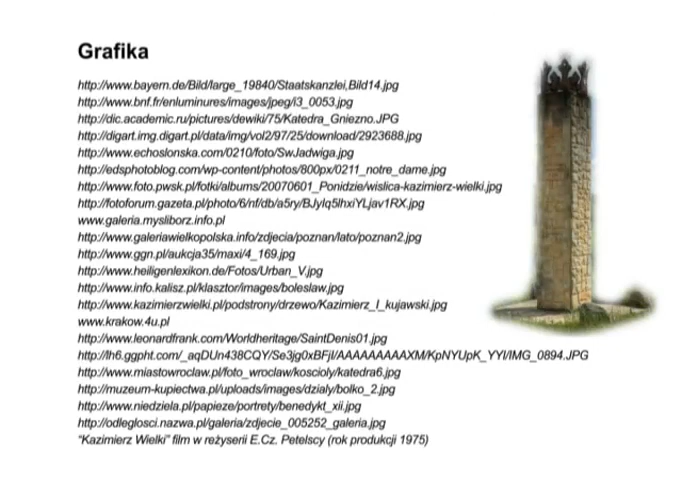 Grafika
http://www.bayern.de/Bild/large_19840/Staatskanzlei,Bild14.jpg
http://www.bnf.fr/enluminures/images/jpeg/i3_0053.jpg
http://dic.academic.ru/pictures/dewiki/75/Katedra_Gniezno.JPG
http://digart.img.digart.pl/data/img/vol2/97/25/download/2923688.jpg
http://www.echoslonska.com/0210/foto/SwJadwiga.jpg
http://edsphotoblog.com/wp-content/photos/800px/0211_notre_dame.jpg
http://www.foto.pwsk.pl/fotki/albums/20070601_Ponidzie/wislica-kazimierz-wielki.jpg
http://fotoforum.gazeta.pl/photo/6/nf/db/a5ry/BJylq5lhxiYLjav1RX.jpg
www.galeria.mysliborz.info.pl
http://www.galeriawielkopolska.info/zdjecia/poznan/lato/poznan2.jpg
http://www.ggn.pl/aukcja35/maxi/4_169.jpg
http://www.heiligenlexikon.de/Fotos/Urban_V.jpg
http://www.info.kalisz.pl/klasztor/images/boleslaw.jpg
http://www.kazimierzwielki.pl/podstrony/drzewo/Kazimierz_I_kujawski.jpg
www.krakow.4u.pl
http://www.leonardfrank.com/Worldheritage/SaintDenis01.jpg
http://lh6.ggpht.com/_aqDUn438CQY/Se3jg0xBFjI/AAAAAAAAAXM/KpNYUpK_YYI/IMG_0894.JPG
http://www.miastowroclaw.pl/foto_wroclaw/koscioly/katedra6.jpg
http://muzeum-kupiectwa.pl/uploads/images/dzialy/bolko_2.jpg
http://www.niedziela.pl/papieze/portrety/benedykt_xii.jpg
http://odleglosci.nazwa.pl/galeria/zdjecie_005252_galeria.jpg
"Kazimierz Wielki" film w reżyserii E.Cz. Petelscy (rok produkcji 1975)